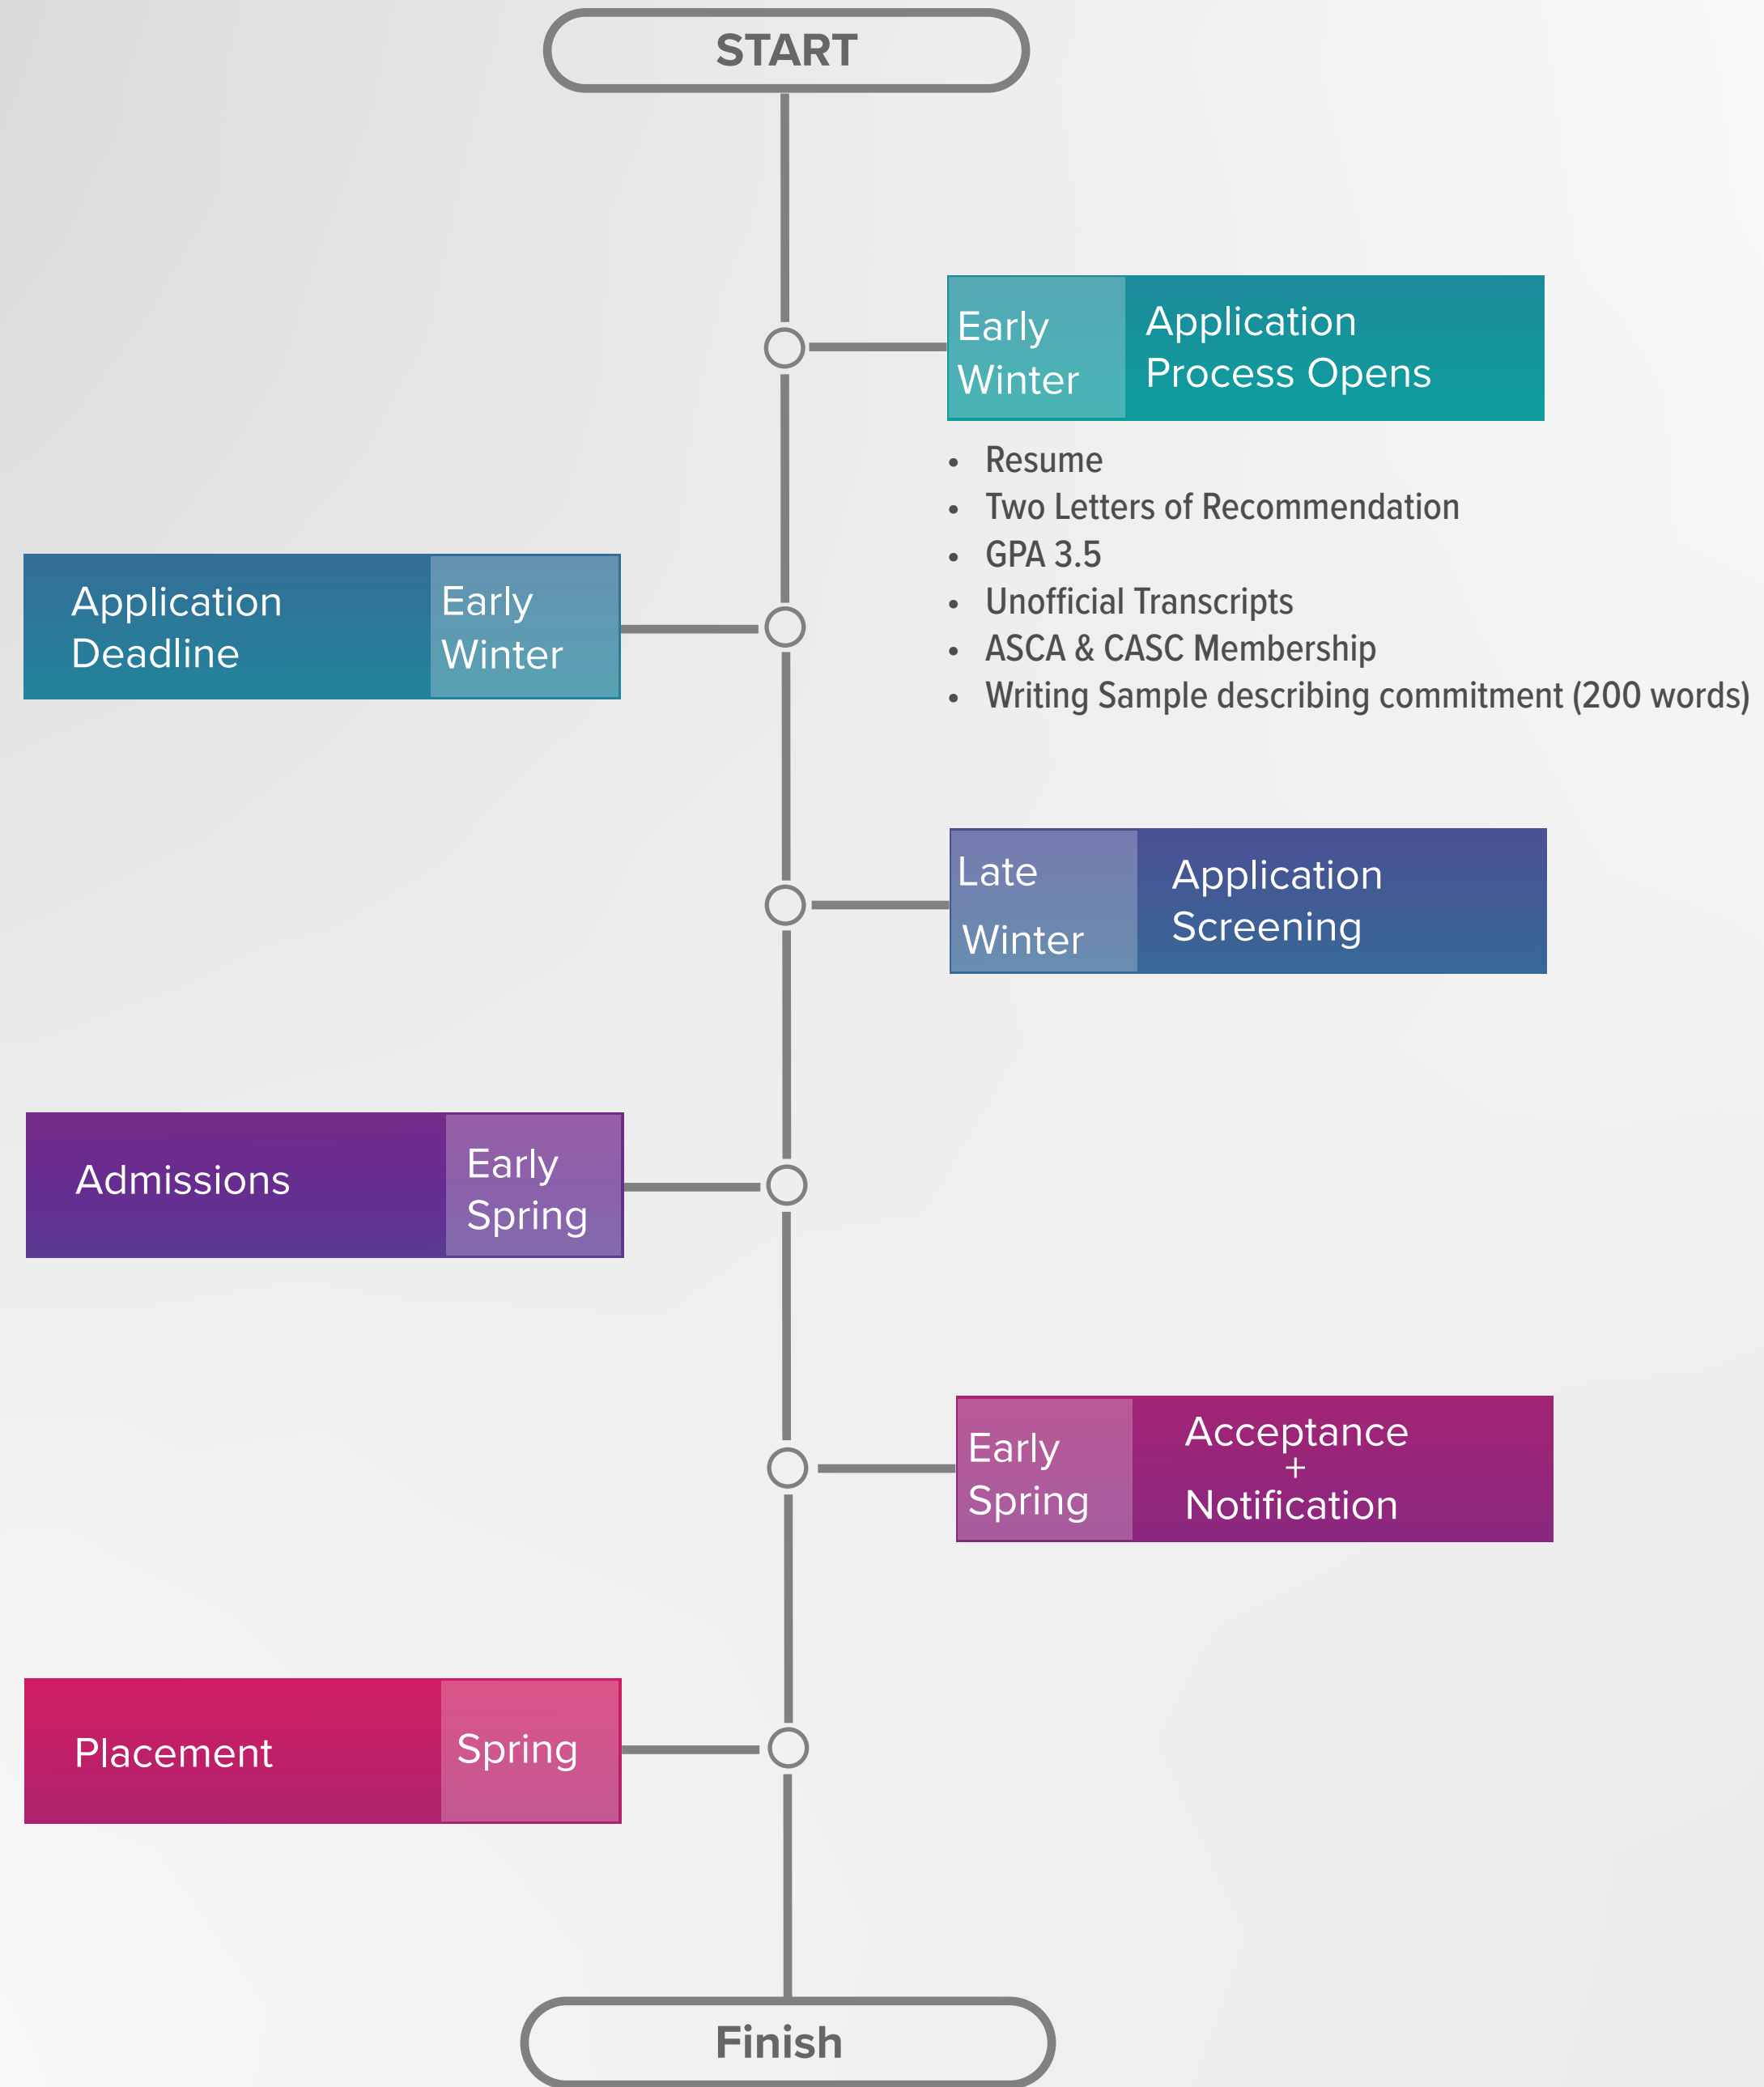 START
Early
Winter
Application
Process Opens
• Resume
• Two Letters of Recommendation
• GPA 3.5
• Unofficial Transcripts
• ASCA & CASC Membership
• Writing Sample describing commitment (200 words)
Application
Deadline
Early
Winter
Late
Winter
Application
Screening
Admissions
Early
Spring
Early
Spring
Acceptance
+
Notification
Placement
Spring
Finish